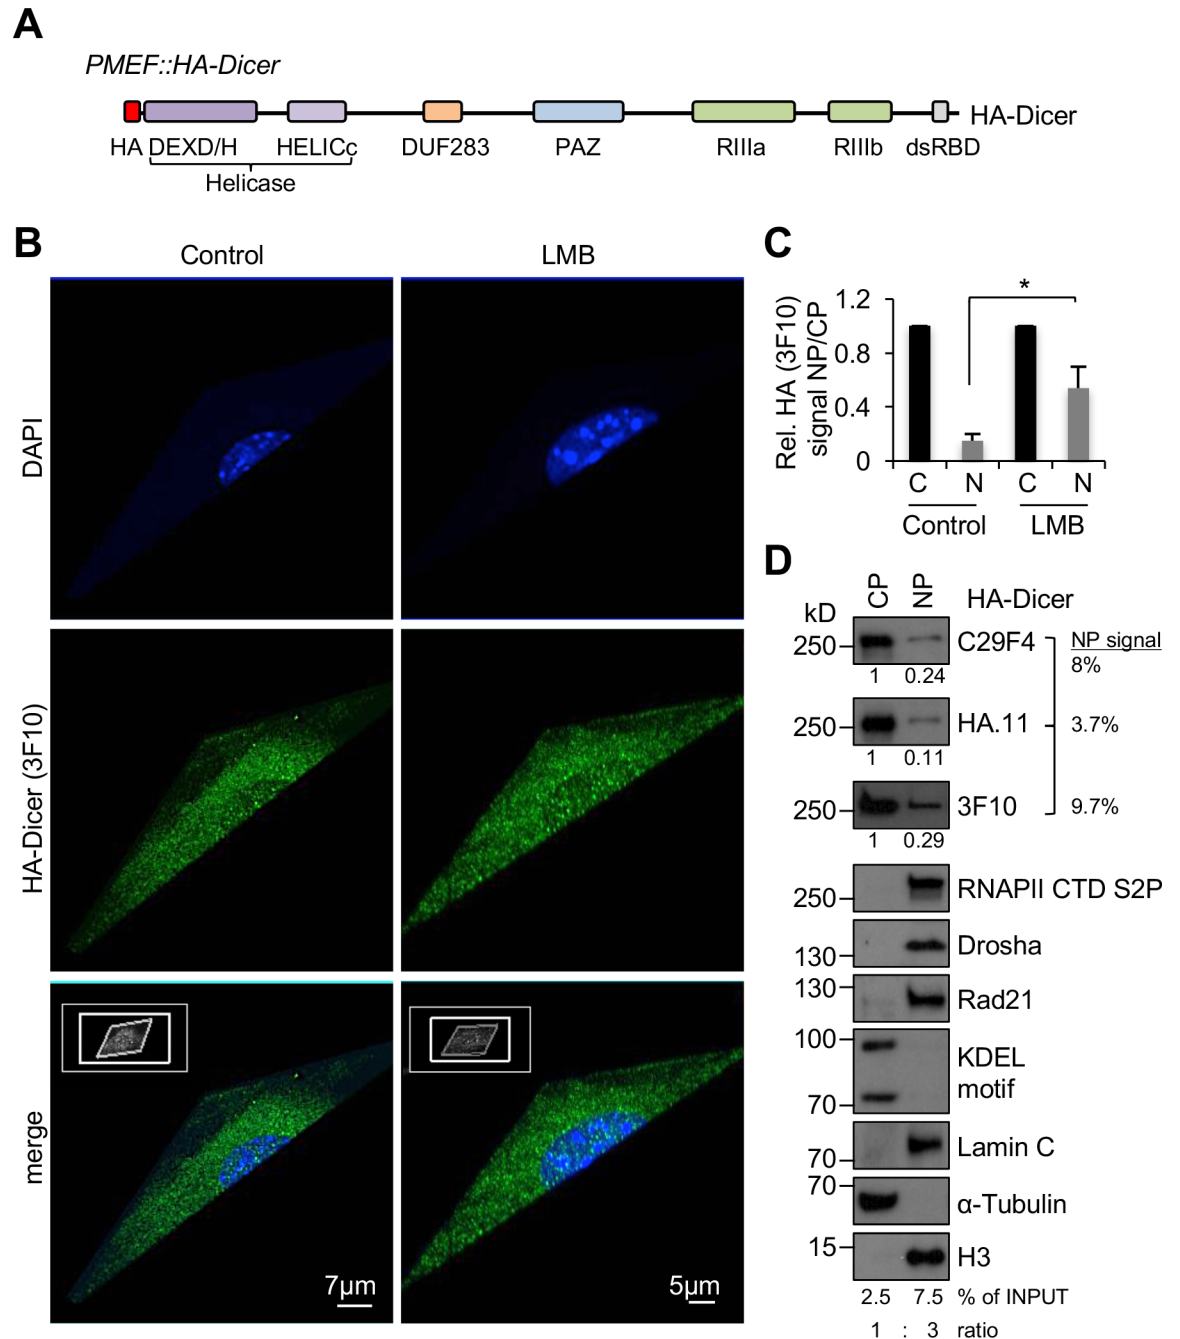 A
PMEF::HA-Dicer
HA-Dicer
HA DEXD/H HELICc DUF283 PAZ RIIIa RIIIb dsRBD
Helicase
B
Control LMB
DAPI
HA-Dicer (3F10)
merge
7μm
5μm
C
Rel. HA (3F10)
signal NP/CP
1.2
0.8
0.4
0
*
C N C N
Control LMB
D
kD CP NP HA-Dicer
250 C29F4 NP signal
1 0.24 8%
250 HA.11 3.7%
1 0.11
250 3F10 9.7%
1 0.29
250 RNAPII CTD S2P
130 Drosha
130 Rad21
100 KDEL
motif
70
70 Lamin C
70 α-Tubulin
15 H3
2.5 7.5 % of INPUT
1 : 3 ratio